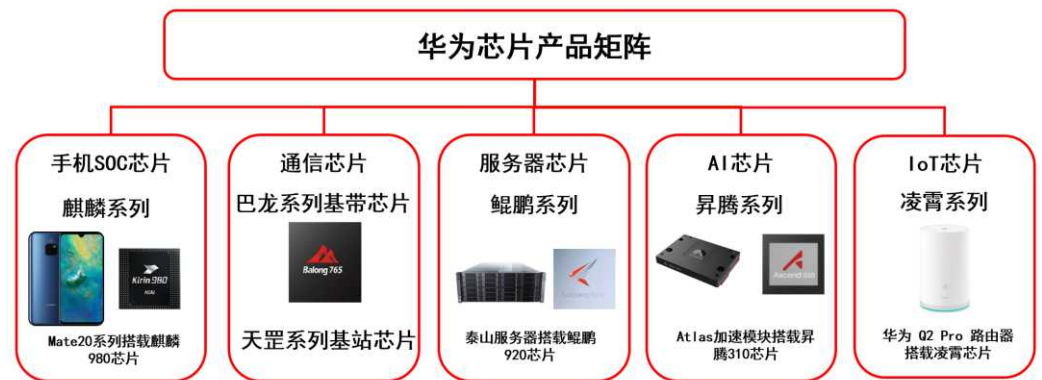 华为芯片产品矩阵
手机SOC芯片
麒麟系列
Kirin 980
Mate20系列搭载麒麟
980芯片
通信芯片
巴龙系列基带芯片
Balong 765
天罡系列基站芯片
服务器芯片
鲲鹏系列
泰山服务器搭载鲲鹏
920芯片
AI芯片
昇腾系列
Atlas加速模块搭载昇
腾310芯片
IoT芯片
凌霄系列
华为 Q2 Pro 路由器
搭载凌霄芯片